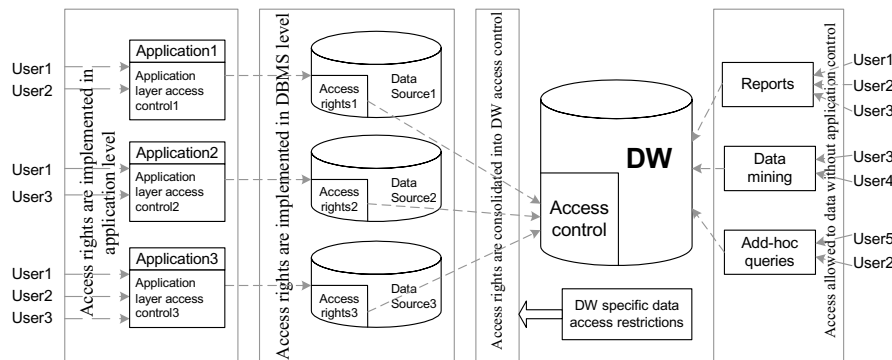 Access rights are implemented in
application level
User1
User2
Application1
Application
layer access
control1
User1
User3
Application2
Application
layer access
control2
User1
User2
User3
Application3
Application
layer access
control3
Access rights are implemented in DBMS level
Access
rights1
Data
Source1
Access
rights2
Data
Source2
Access
rights3
Data
Source3
Access rights are consolidated into DW access control
DW
Access
control
DW specific data
access restrictions
Reports
User1
User2
User3
Data
mining
User3
User4
Add-hoc
queries
User5
User2
Access allowed to data without application control